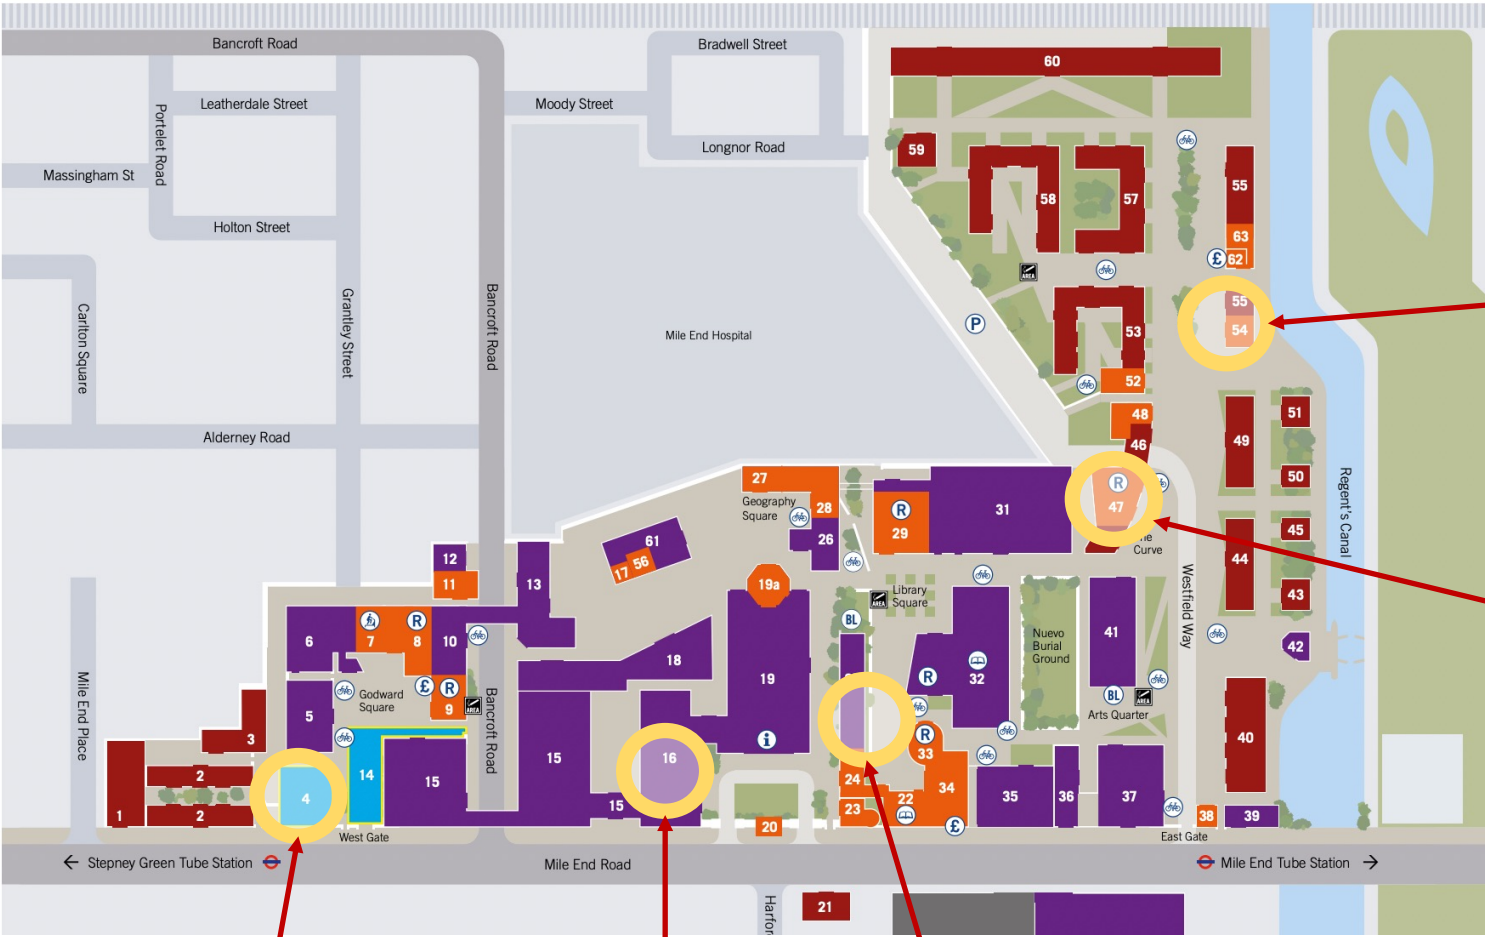 Bancroft Road
Bradwell Street
60
Leatherdale Street
Moody Street
Portelet Road
Longnor Road
59
Massingham St
58
57
55
Holton Street
63
£
62
AREA
Carlton Square
Grantley Street
Bancroft Road
Mile End Hospital
P
55
54
53
52
51
48
49
46
Alderney Road
50
Regent's Canal
27
R
47
Geography
Square
28
R
29
31
45
61
26
Curve
44
12
17
56
11
13
19a
Westfield Way
43
Library
Square
AREA
BL
6
7
R
8
10
41
42
Nuevo
Burial
Ground
18
19
R
32
£
R
9
AREA
Godward
Square
BL
AREA
Arts Quarter
Mile End Place
5
Bancroft Road
3
i
R
33
40
16
15
14
15
2
4
24
34
35
36
37
1
2
15
23
22
£
38
39
20
West Gate
East Gate
← Stepney Green Tube Station
Mile End Road
Mile End Tube Station →
21